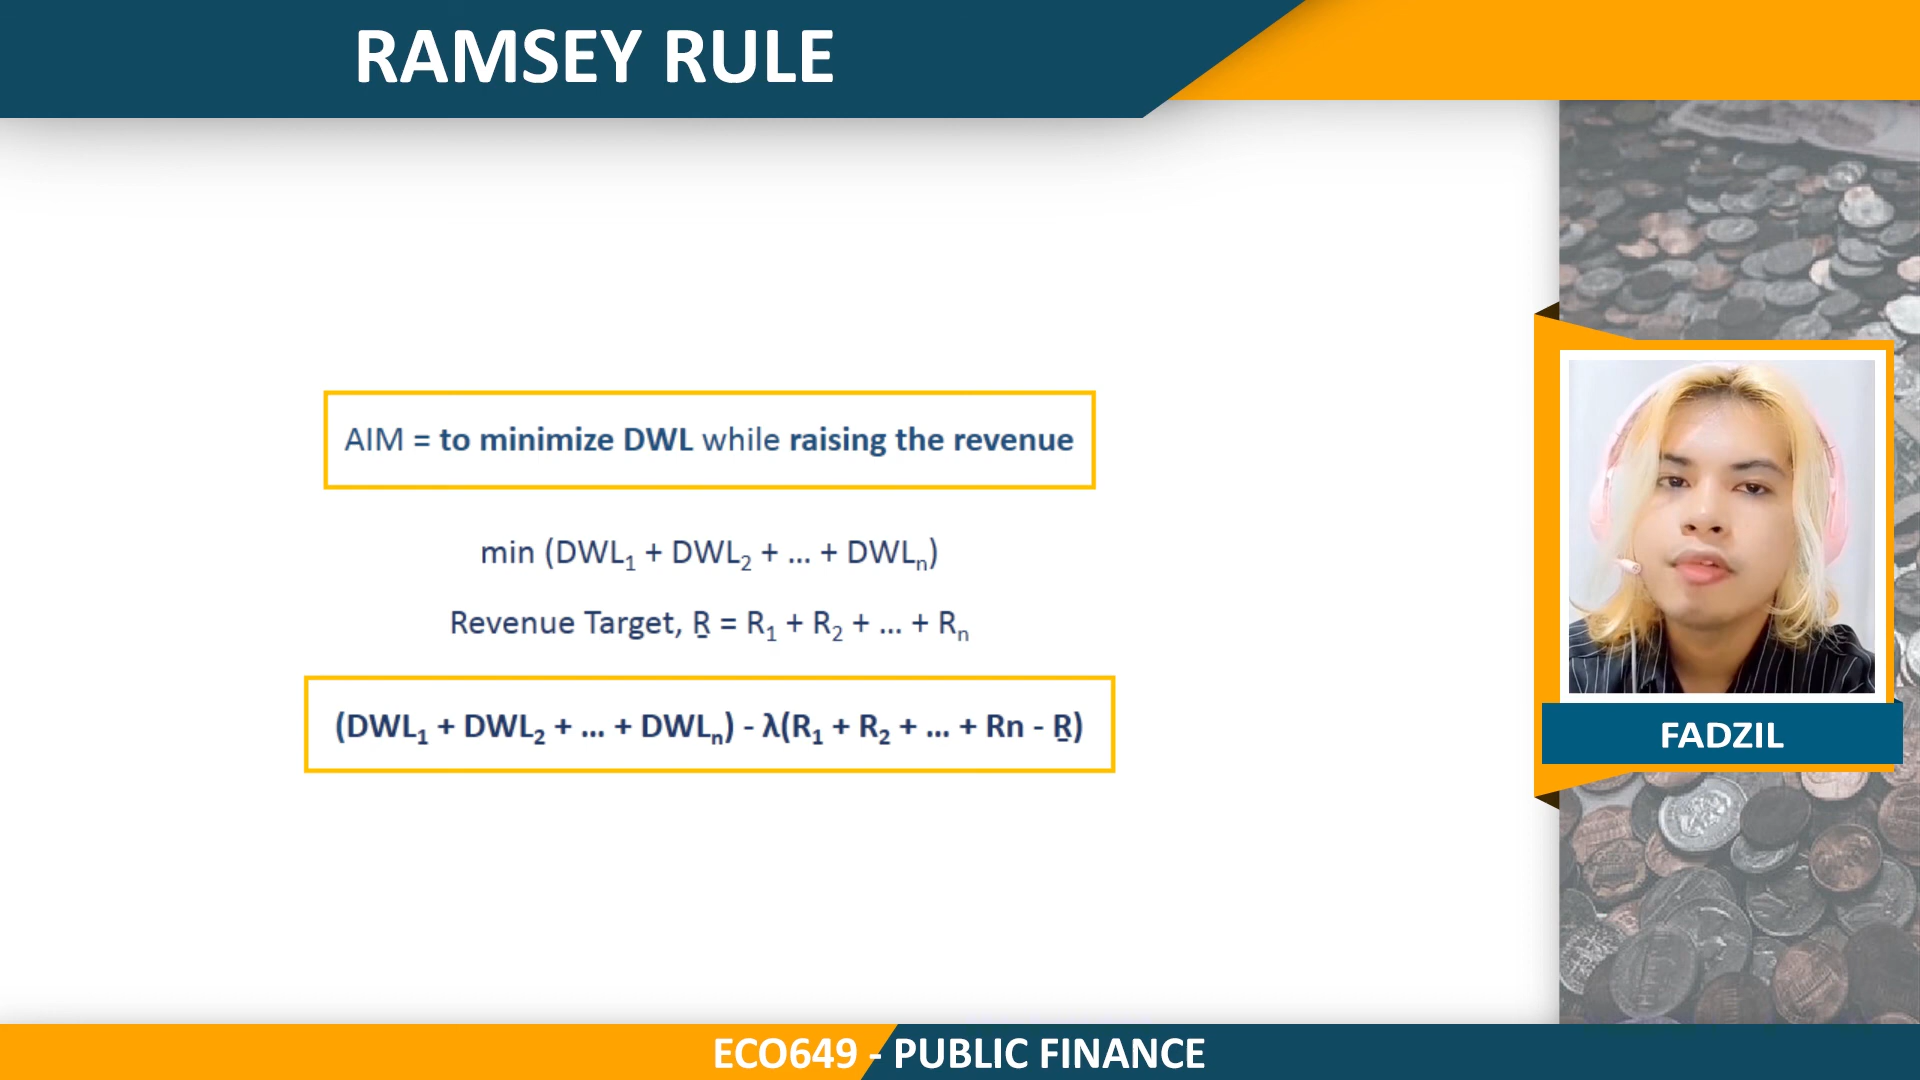 RAMSEY RULE
AIM = to minimize DWL while raising the revenue
min (DWL₁ + DWL₂ + ... + DWLₙ)
Revenue Target, R̲ = R₁ + R₂ + ... + Rₙ
(DWL₁ + DWL₂ + ... + DWLₙ) - λ(R₁ + R₂ + ... + Rn - R̲)
FADZIL
ECO649 - PUBLIC FINANCE